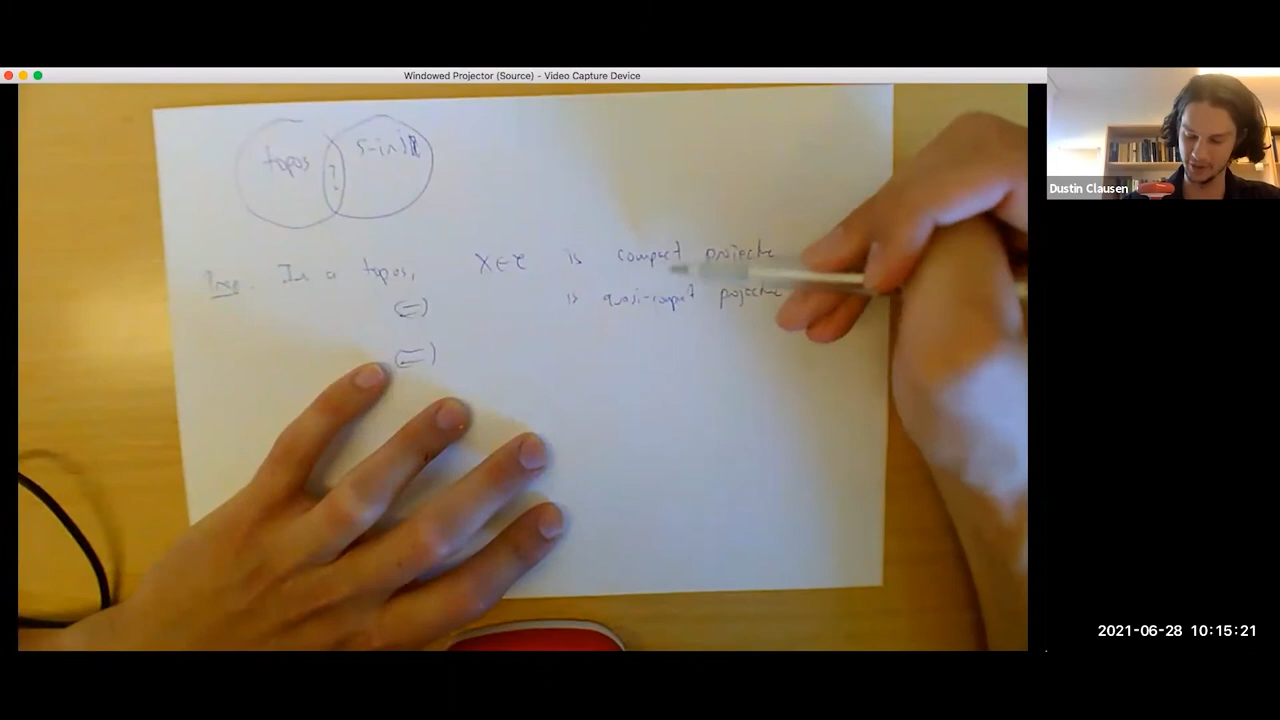 Windowed Projector (Source) - Video Capture Device
topos ? s-ind
Dustin Clausen
Prop. In a topos, X ∈ C is compact projective
⇔ is quasi-compact projective
⇔
2021-06-28 10:15:21